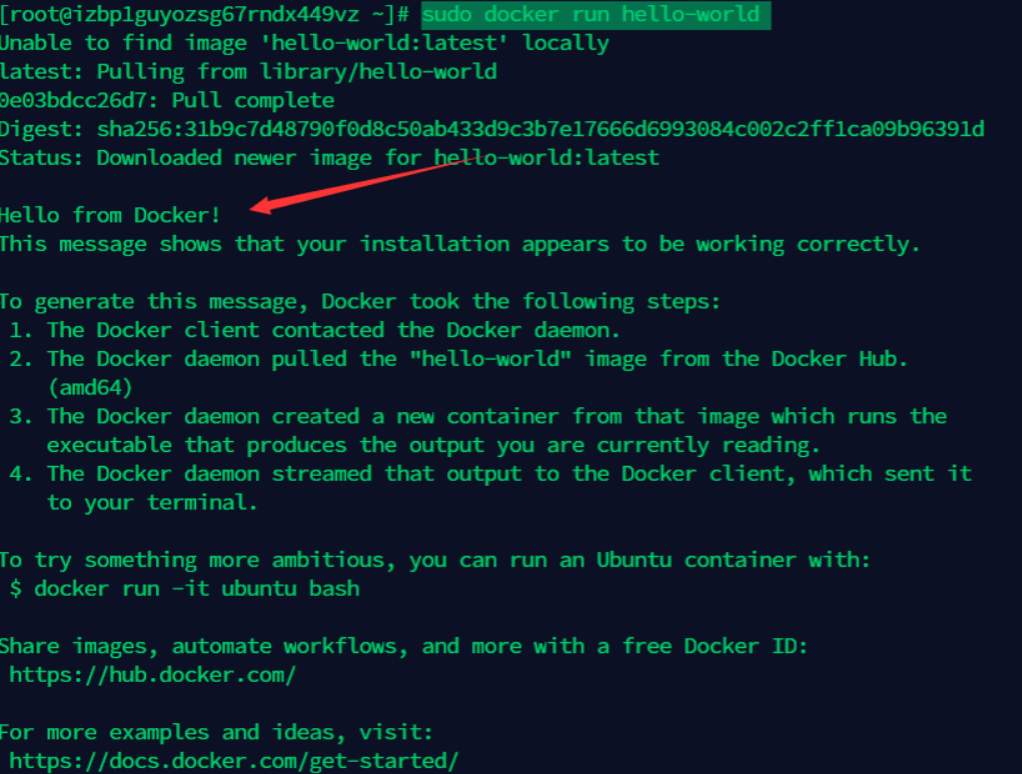 [root@izbp1guyozsg67rndx449vz ~]# sudo docker run hello-world
Unable to find image 'hello-world:latest' locally
latest: Pulling from library/hello-world
0e03bdcc26d7: Pull complete
Digest: sha256:31b9c7d48790f0d8c50ab433d9c3b7e17666d6993084c002c2ff1ca09b96391d
Status: Downloaded newer image for hello-world:latest

Hello from Docker!
This message shows that your installation appears to be working correctly.

To generate this message, Docker took the following steps:
 1. The Docker client contacted the Docker daemon.
 2. The Docker daemon pulled the "hello-world" image from the Docker Hub.
    (amd64)
 3. The Docker daemon created a new container from that image which runs the
    executable that produces the output you are currently reading.
 4. The Docker daemon streamed that output to the Docker client, which sent it
    to your terminal.

To try something more ambitious, you can run an Ubuntu container with:
 $ docker run -it ubuntu bash

Share images, automate workflows, and more with a free Docker ID:
 https://hub.docker.com/

For more examples and ideas, visit:
 https://docs.docker.com/get-started/